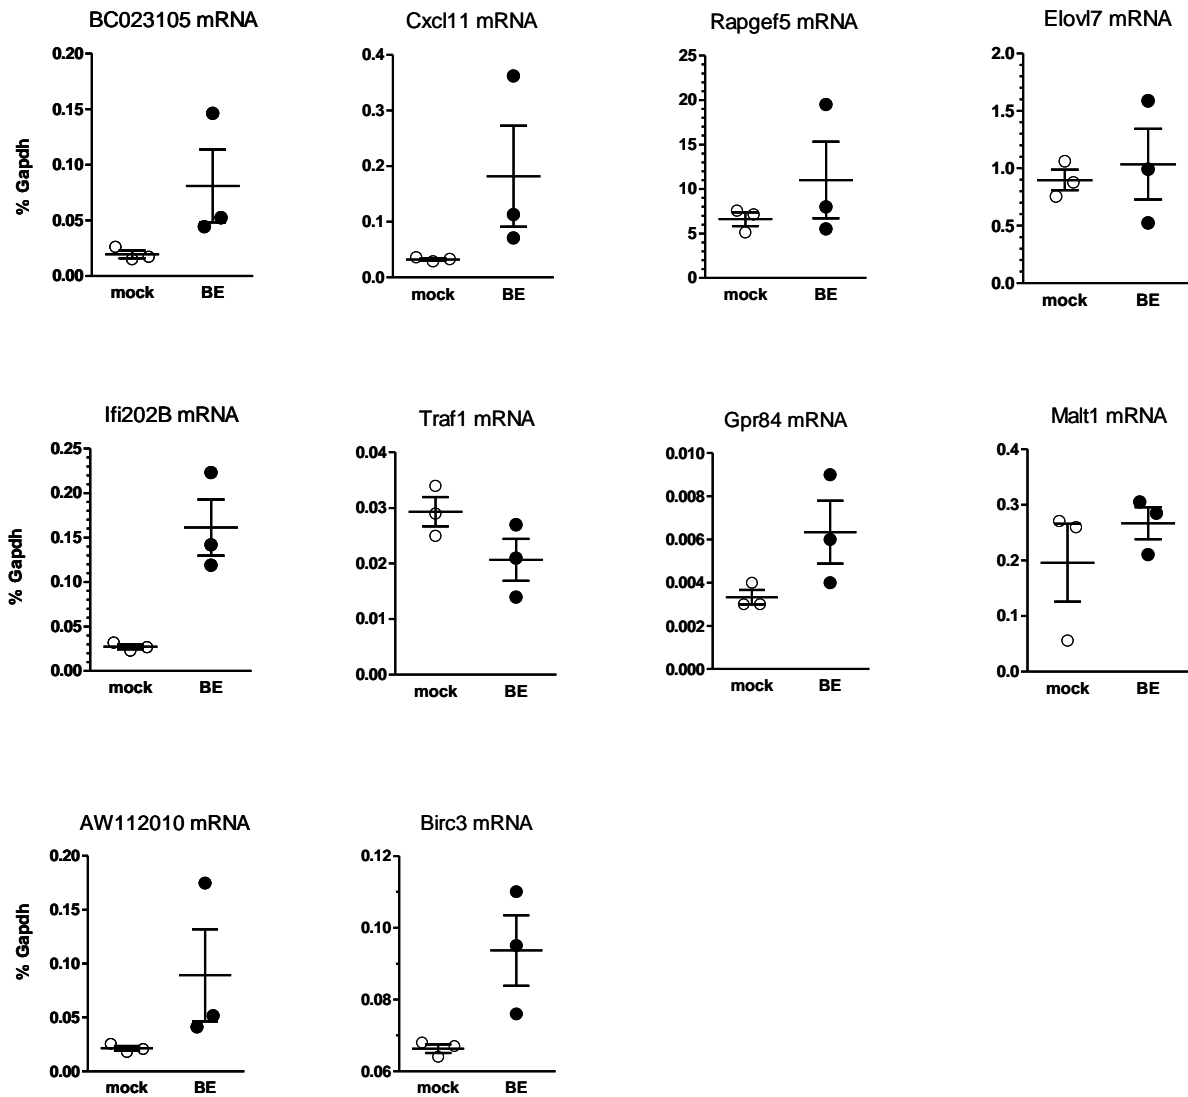 BC023105 mRNA
% Gapdh
0.20
0.15
0.10
0.05
0.00
mock BE
Cxcl11 mRNA
0.4
0.3
0.2
0.1
0.0
mock BE
Rapgef5 mRNA
25
20
15
10
5
0
mock BE
Elovl7 mRNA
2.0
1.5
1.0
0.5
0.0
mock BE
Ifi202B mRNA
% Gapdh
0.25
0.20
0.15
0.10
0.05
0.00
mock BE
Traf1 mRNA
0.04
0.03
0.02
0.01
0.00
mock BE
Gpr84 mRNA
0.010
0.008
0.006
0.004
0.002
0.000
mock BE
Malt1 mRNA
0.4
0.3
0.2
0.1
0.0
mock BE
AW112010 mRNA
% Gapdh
0.20
0.15
0.10
0.05
0.00
mock BE
Birc3 mRNA
0.12
0.10
0.08
0.06
mock BE